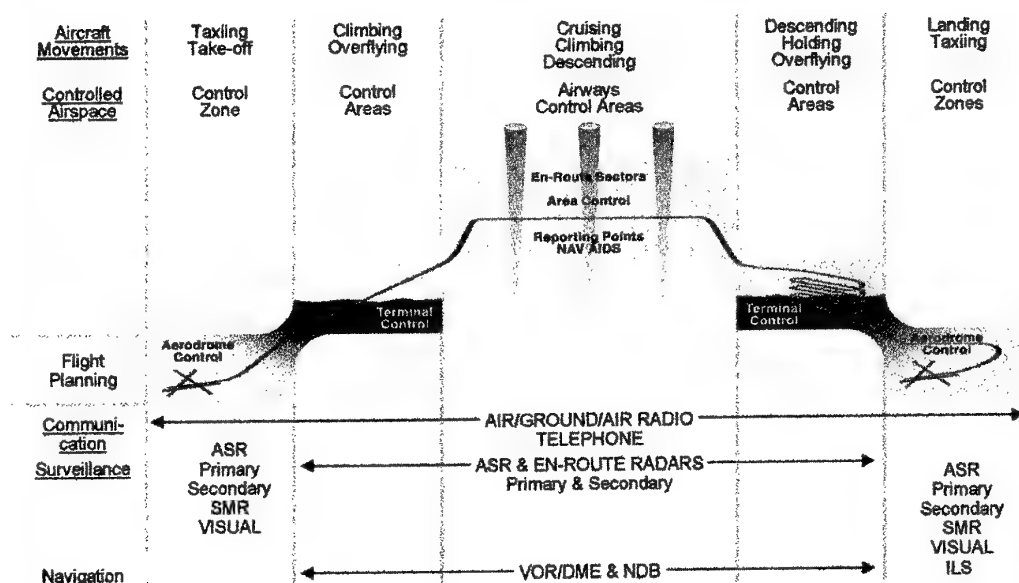 Aircraft
Movements
Taxiing
Take-off
Climbing
Overflying
Cruising
Climbing
Descending
Descending
Holding
Overflying
Landing
Taxiing
Controlled
Airspace
Control
Zone
Control
Areas
Airways
Control Areas
Control
Areas
Control
Zones
En-Route Sectors
Area Control
Reporting Points
NAV AIDS
Terminal
Control
Terminal
Control
Flight
Planning
Aerodrome
Control
Aerodrome
Control
Communi-
cation
AIR/GROUND/AIR RADIO
TELEPHONE
Surveillance
ASR
Primary
Secondary
SMR
VISUAL
ASR & EN-ROUTE RADARS
Primary & Secondary
ASR
Primary
Secondary
SMR
VISUAL
ILS
Navigation
VOR/DME & NDB